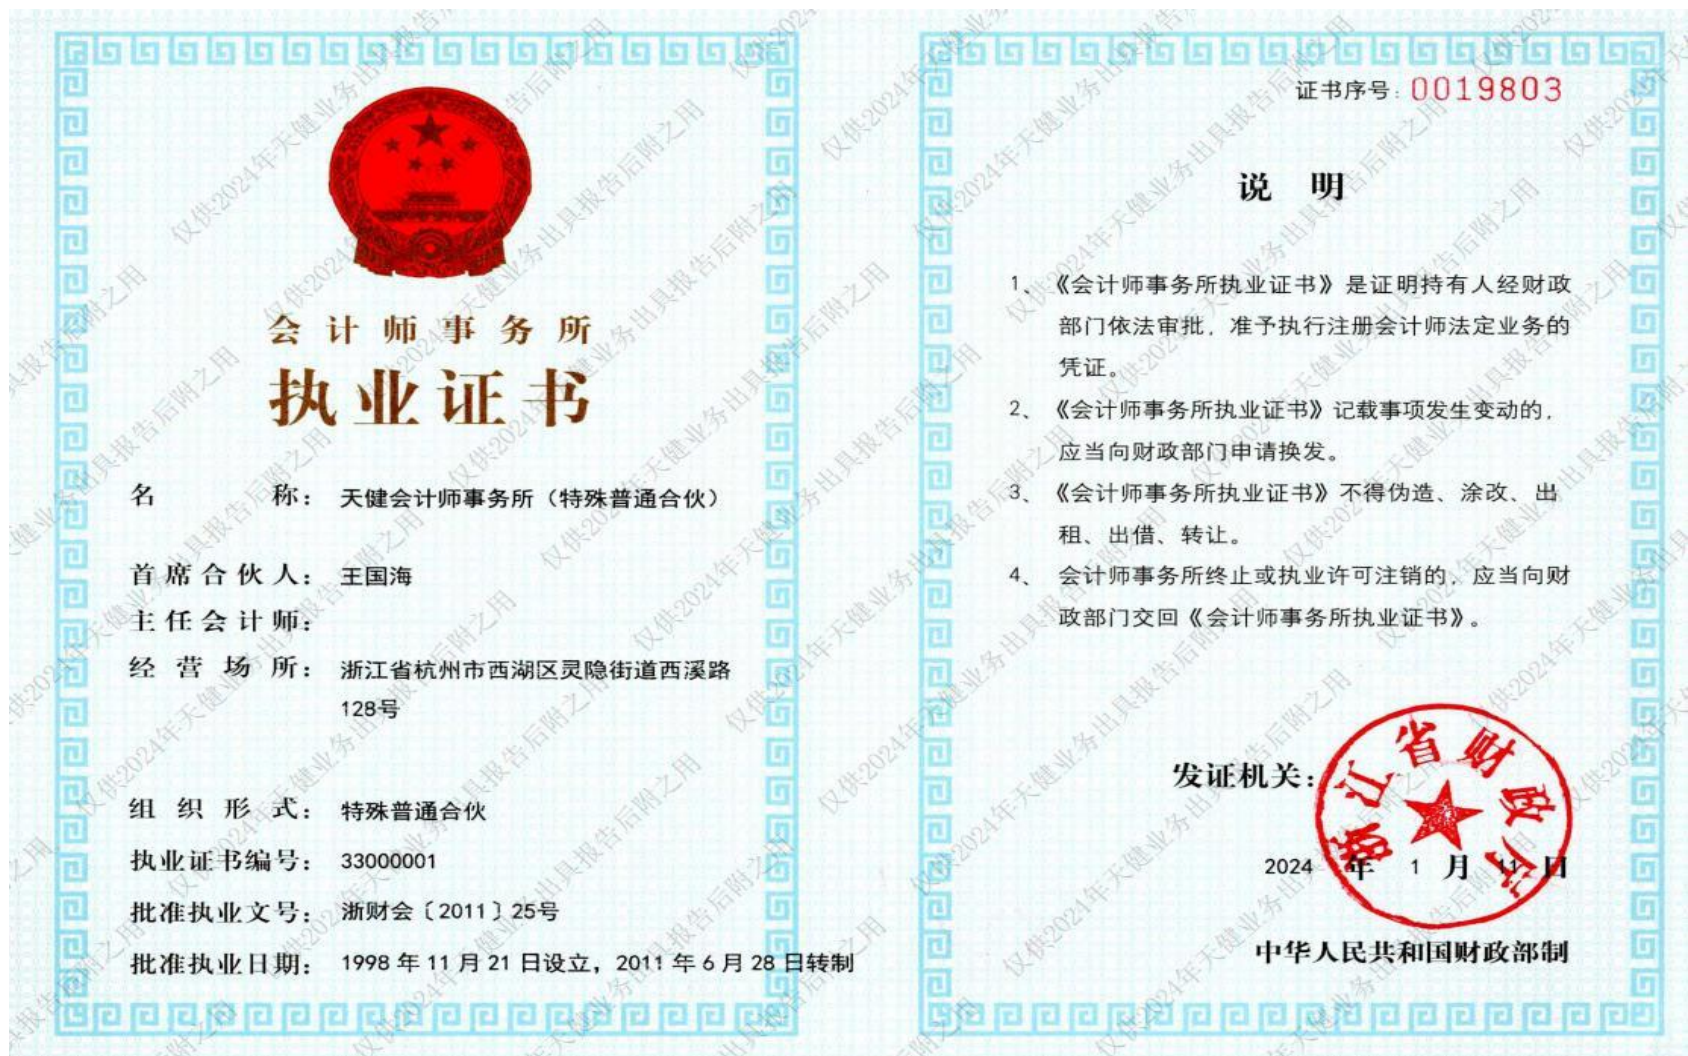 会计师事务所
执业证书
名称： 天健会计师事务所（特殊普通合伙）
首席合伙人： 王国海
主任会计师：
经营场所： 浙江省杭州市西湖区灵隐街道西溪路
128号
组织形式： 特殊普通合伙
执业证书编号： 33000001
批准执业文号： 浙财会〔2011〕25号
批准执业日期： 1998 年 11 月 21 日设立，2011 年 6 月 28 日转制
证书序号：0019803
说 明
1、《会计师事务所执业证书》是证明持有人经财政
部门依法审批，准予执行注册会计师法定业务的
凭证。
2、《会计师事务所执业证书》记载事项发生变动的，
应当向财政部门申请换发。
3、《会计师事务所执业证书》不得伪造、涂改、出
租、出借、转让。
4、 会计师事务所终止或执业许可注销的，应当向财
政部门交回《会计师事务所执业证书》。
发证机关：
浙江省财政厅
2024 年 1 月 11 日
中华人民共和国财政部制
仅供2024年天健业务出具报告后附之用